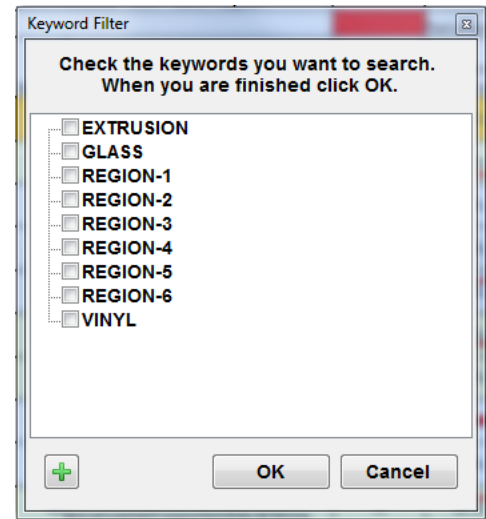 Keyword Filter
Check the keywords you want to search.
When you are finished click OK.
EXTRUSION
GLASS
REGION-1
REGION-2
REGION-3
REGION-4
REGION-5
REGION-6
VINYL
OK
Cancel